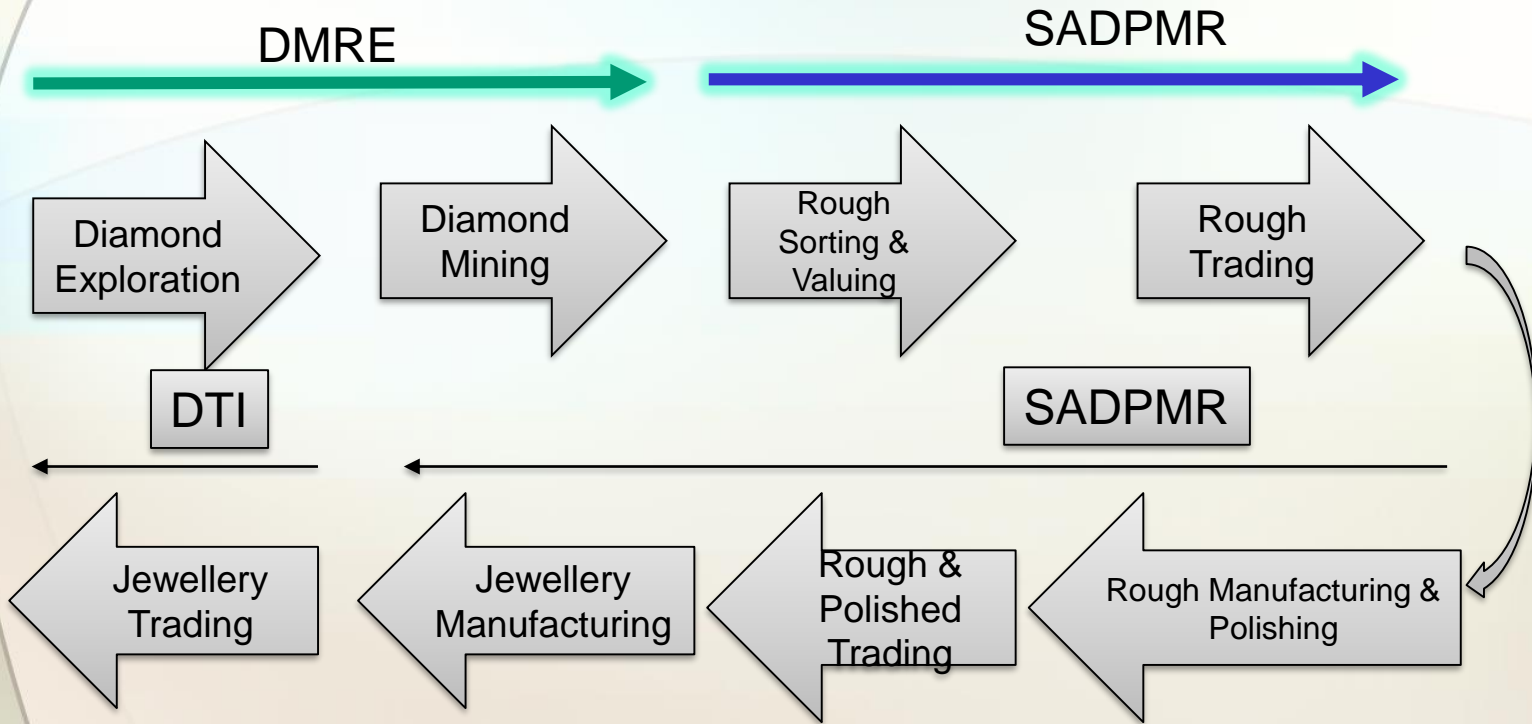 DMRE
SADPMR
Diamond
Exploration
Diamond
Mining
Rough
Sorting &
Valuing
Rough
Trading
DTI
SADPMR
Jewellery
Trading
Jewellery
Manufacturing
Rough &
Polished
Trading
Rough Manufacturing &
Polishing